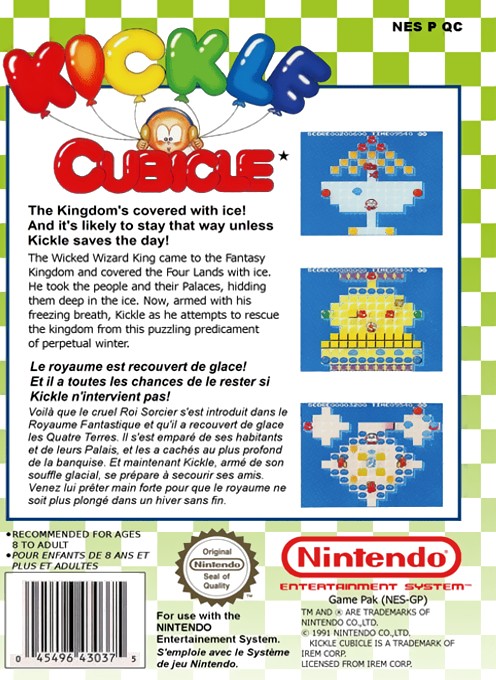 NES P QC
KICKLE
CUBICLE★
The Kingdom's covered with ice!
And it's likely to stay that way unless
Kickle saves the day!
The Wicked Wizard King came to the Fantasy
Kingdom and covered the Four Lands with ice.
He took the people and their Palaces, hidding
them deep in the ice. Now, armed with his
freezing breath, Kickle as he attempts to rescue
the kingdom from this puzzling predicament
of perpetual winter.
Le royaume est recouvert de glace!
Et il a toutes les chances de le rester si
Kickle n'intervient pas!
Voilà que le cruel Roi Sorcier s'est introduit dans le
Royaume Fantastique et qu'il a recouvert de glace
les Quatre Terres. Il s'est emparé de ses habitants
et de leurs Palais, et les a cachés au plus profond
de la banquise. Et maintenant Kickle, armé de son
souffle glacial, se prépare à secourir ses amis.
Venez lui prêter main forte pour que le royaume ne
soit plus plongé dans un hiver sans fin.
•RECOMMENDED FOR AGES
8 TO ADULT
•POUR ENFANTS DE 8 ANS ET
PLUS ET ADULTES
0 45496 43037 5
Original
Nintendo
Seal of
Quality
TM
For use with the
NINTENDO
Entertainement System.
S'emploie avec le Système
de jeu Nintendo.
Nintendo®
ENTERTAINMENT SYSTEM™
Game Pak (NES-GP)
TM AND ® ARE TRADEMARKS OF
NINTENDO CO.,LTD.
© 1991 NINTENDO CO.,LTD.
KICKLE CUBICLE IS A TRADEMARK OF
IREM CORP.
LICENSED FROM IREM CORP.